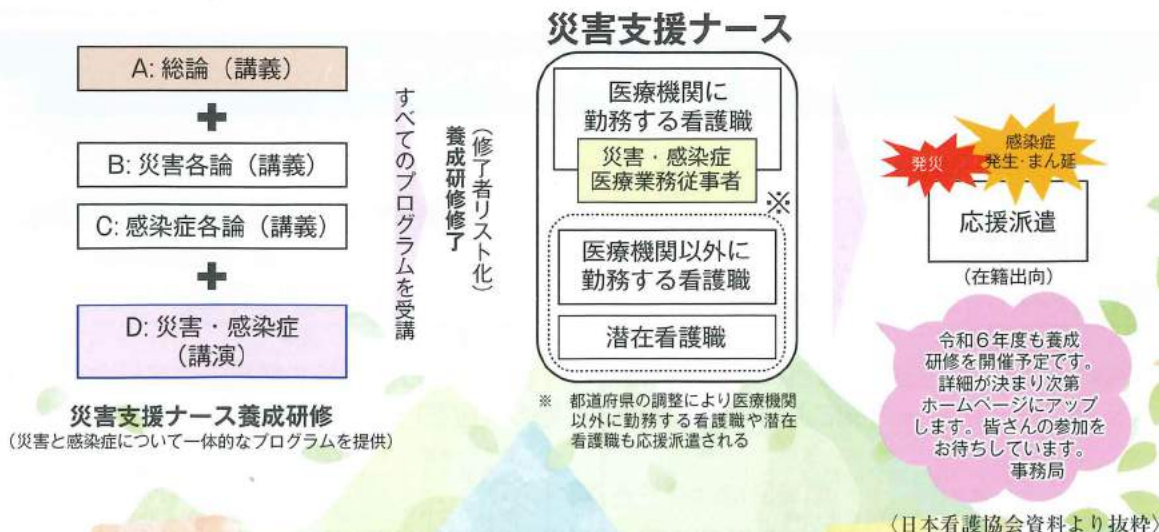 A: 総論（講義）
＋
B: 災害各論（講義）
C: 感染症各論（講義）
＋
D: 災害・感染症
（講演）
災害支援ナース養成研修
（災害と感染症について一体的なプログラムを提供）
すべてのプログラムを受講
養成研修修了
（修了者リスト化）
災害支援ナース
医療機関に
勤務する看護職
災害・感染症
医療業務従事者
※
医療機関以外に
勤務する看護職
潜在看護職
※　都道府県の調整により医療機関
以外に勤務する看護職や潜在
看護職も応援派遣される
発災
感染症
発生・まん延
応援派遣
（在籍出向）
令和６年度も養成
研修を開催予定です。
詳細が決まり次第
ホームページにアップ
します。皆さんの参加を
お待ちしています。
事務局
〈日本看護協会資料より抜粋〉